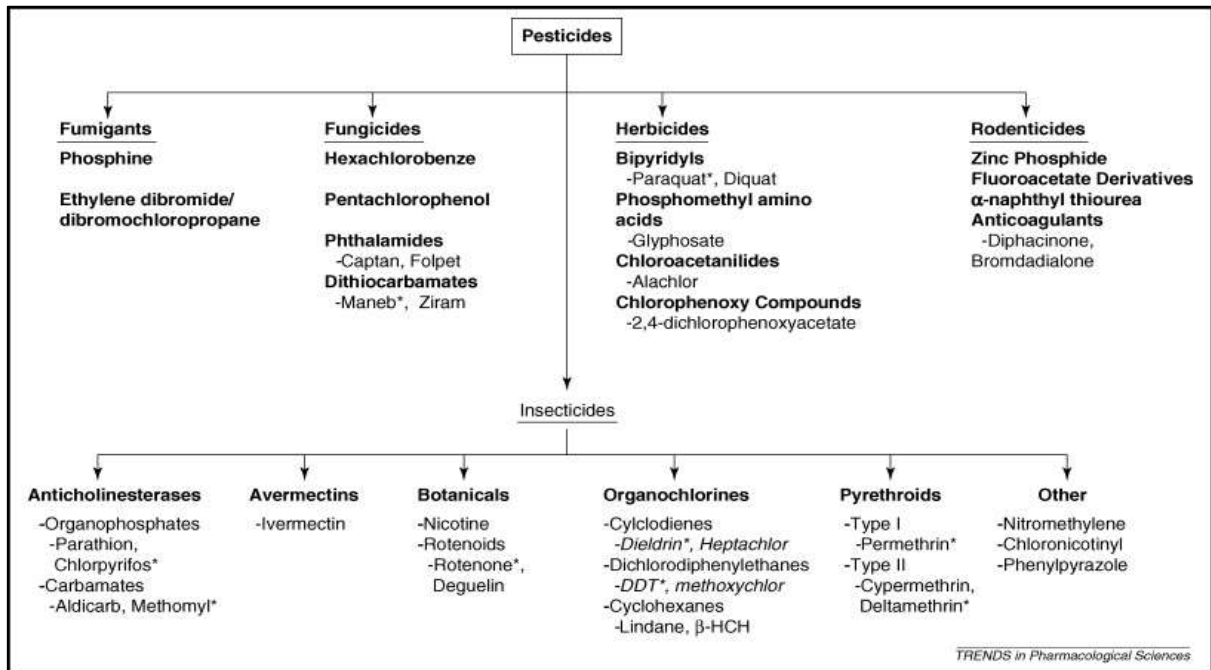 Pesticides
Fumigants
Phosphine
Ethylene dibromide/
dibromochloropropane
Fungicides
Hexachlorobenze
Pentachlorophenol
Phthalamides
-Captan, Folpet
Dithiocarbamates
-Maneb*, Ziram
Herbicides
Bipyridyls
-Paraquat*, Diquat
Phosphomethyl amino
acids
-Glyphosate
Chloroacetanilides
-Alachlor
Chlorophenoxy Compounds
-2,4-dichlorophenoxyacetate
Rodenticides
Zinc Phosphide
Fluoroacetate Derivatives
α-naphthyl thiourea
Anticoagulants
-Diphacinone,
Bromdadialone
Insecticides
Anticholinesterases
-Organophosphates
-Parathion,
Chlorpyrifos*
-Carbamates
-Aldicarb, Methomyl*
Avermectins
-Ivermectin
Botanicals
-Nicotine
-Rotenoids
-Rotenone*,
Deguelin
Organochlorines
-Cylclodienes
-Dieldrin*, Heptachlor
-Dichlorodiphenylethanes
-DDT*, methoxychlor
-Cyclohexanes
-Lindane, β-HCH
Pyrethroids
-Type I
-Permethrin*
-Type II
-Cypermethrin,
Deltamethrin*
Other
-Nitromethylene
-Chloronicotinyl
-Phenylpyrazole
TRENDS in Pharmacological Sciences